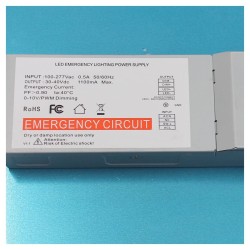 LED EMERGENCY LIGHTING POWER SUPPLY
INPUT :100-277Vac 0.5A 50/60Hz
OUTPUT : 30-40Vdc 1100mA Max.
Emergency Current:
PF:>0.90 ta:40°C
0-10V/PWM Dimming
RoHS FC
EMERGENCY CIRCUIT
Dry or damp location use only
(Risk of Electric shock!)